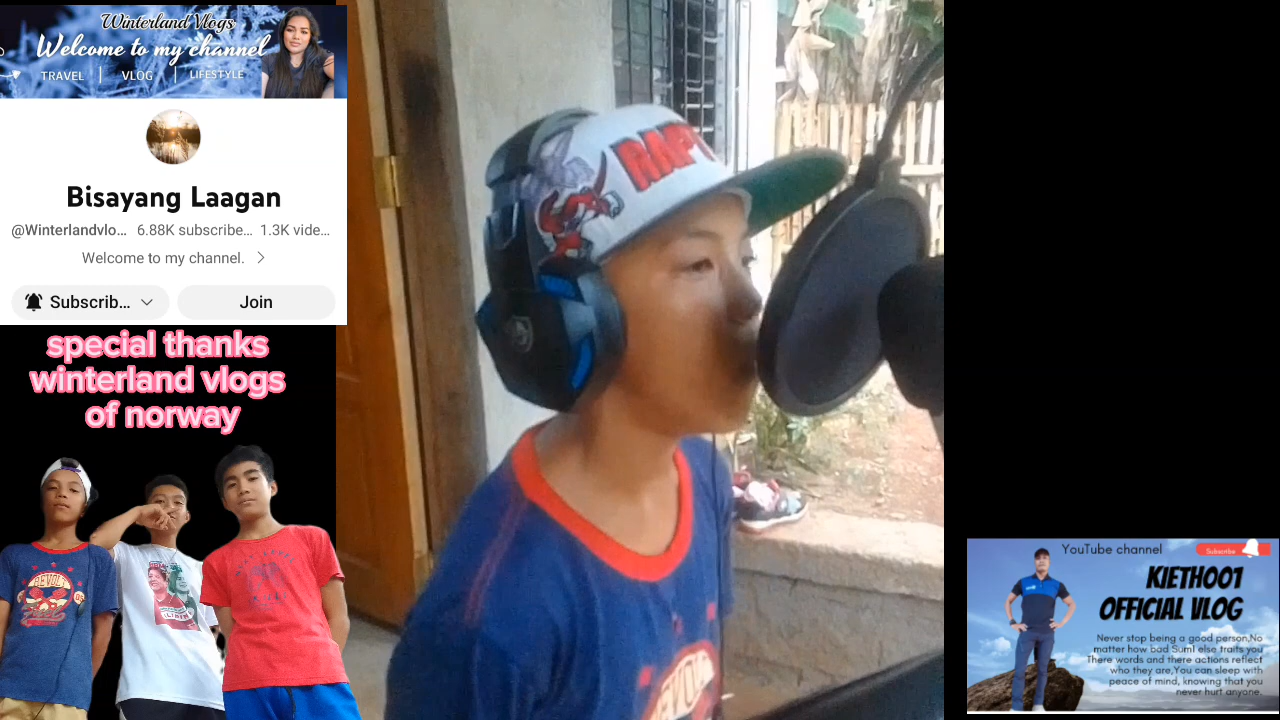 Winterland Vlogs
Welcome to my channel
TRAVEL | VLOG | LIFESTYLE
Bisayang Laagan
@Winterlandvlo... 6.88K subscribe... 1.3K vide...
Welcome to my channel.
Subscrib...
Join
special thanks
winterland vlogs
of norway
RAPT
REVOLT
YouTube channel
Subscribe
KIETH001
OFFICIAL VLOG
Never stop being a good person,No
matter how bad Suml else traits you
There words and there actions reflect
who they are,You can sleep with
peace of mind, knowing that you
never hurt anyone.